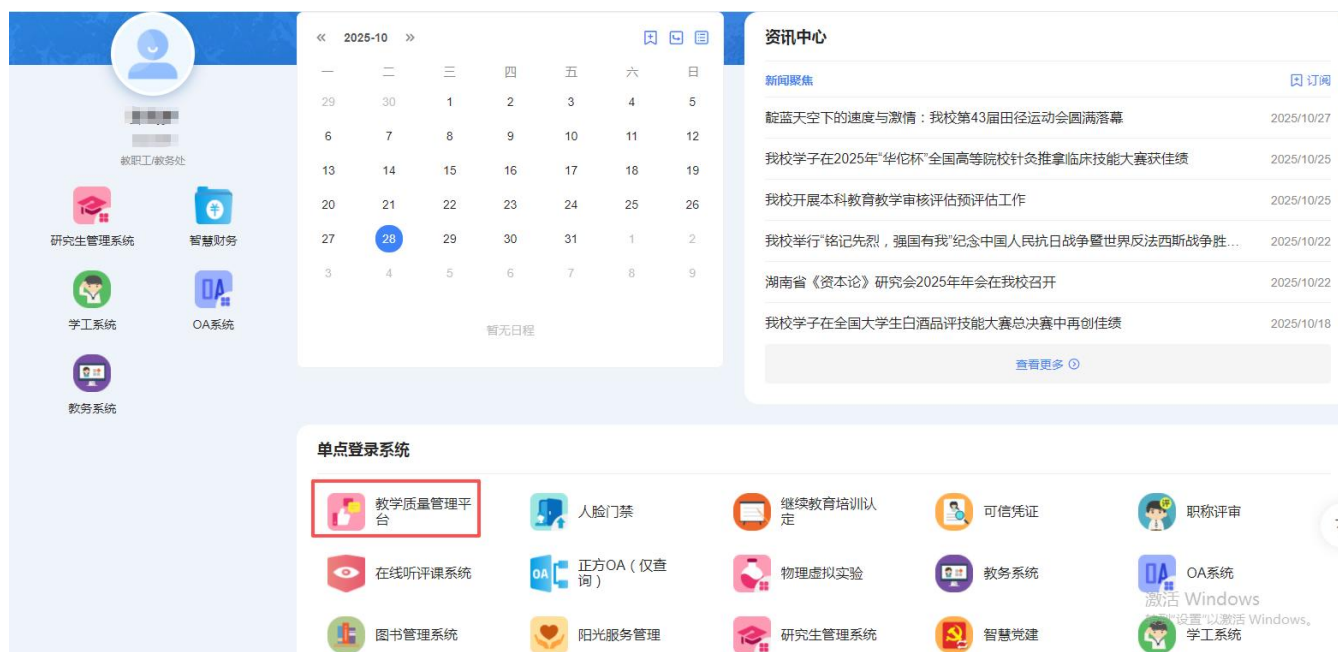 教职工/教务处
研究生管理系统
智慧财务
学工系统
OA系统
教务系统
« 2025-10 »
一 二 三 四 五 六 日
29 30 1 2 3 4 5
6 7 8 9 10 11 12
13 14 15 16 17 18 19
20 21 22 23 24 25 26
27 28 29 30 31 1 2
3 4 5 6 7 8 9
暂无日程
资讯中心
新闻聚焦 订阅
靛蓝天空下的速度与激情：我校第43届田径运动会圆满落幕 2025/10/27
我校学子在2025年“华佗杯”全国高等院校针灸推拿临床技能大赛获佳绩 2025/10/25
我校开展本科教育教学审核评估预评估工作 2025/10/25
我校举行“铭记先烈，强国有我”纪念中国人民抗日战争暨世界反法西斯战争胜... 2025/10/22
湖南省《资本论》研究会2025年年会在我校召开 2025/10/22
我校学子在全国大学生白酒品评技能大赛总决赛中再创佳绩 2025/10/18
查看更多
单点登录系统
教学质量管理平
台
人脸门禁
继续教育培训认
定
可信凭证
评
职称评审
在线听评课系统
OA
正方OA（仅查
询）
物理虚拟实验
教务系统
OA
OA系统
激活 Windows
设置"以激活 Windows。
图书管理系统
阳光服务管理
研究生管理系统
智慧党建
学工系统